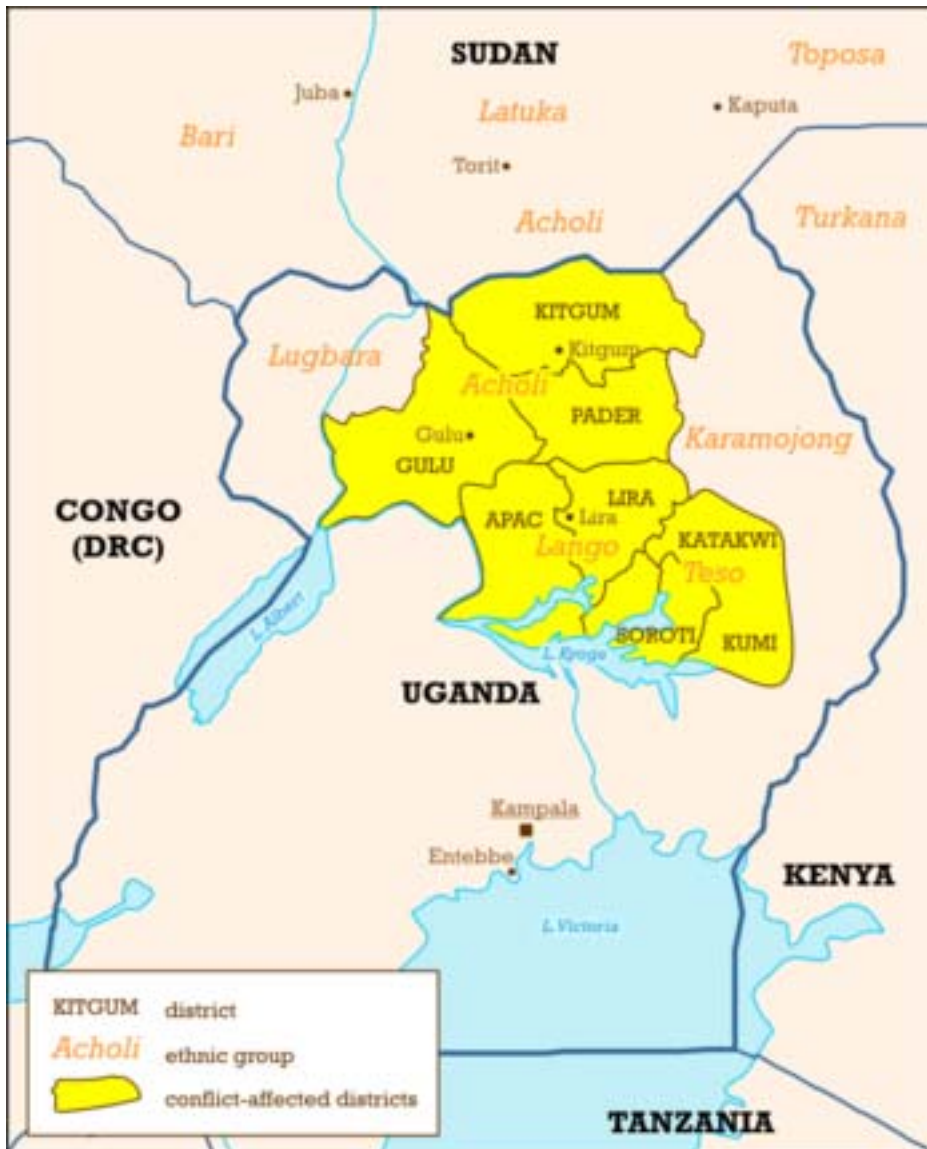 SUDAN
Toposa
Juba
Latuka
Kaputa
Bari
Torit
Acholi
Turkana
KITGUM
Kitgum
Lugbara
Acholi
PADER
Gulu
Karamojong
GULU
LIRA
CONGO
(DRC)
APAC
Lira
Lango
KATAKWI
Teso
L. Albert
SOROTI
KUMI
L. Kyoga
UGANDA
Kampala
Entebbe
KENYA
L. Victoria
KITGUM district
Acholi ethnic group
conflict-affected districts
TANZANIA